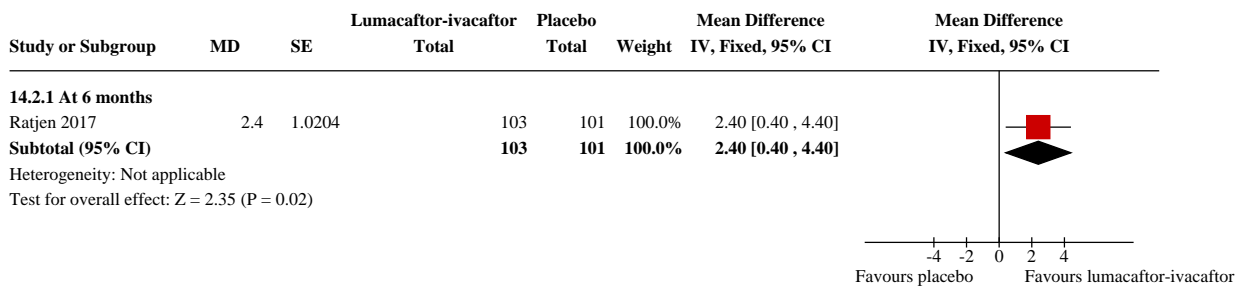 Lumacaftor-ivacaftor Placebo Mean Difference Mean Difference
Study or Subgroup MD SE Total Total Weight IV, Fixed, 95% CI IV, Fixed, 95% CI
14.2.1 At 6 months
Ratjen 2017 2.4 1.0204 103 101 100.0% 2.40 [0.40 , 4.40]
Subtotal (95% CI) 103 101 100.0% 2.40 [0.40 , 4.40]
Heterogeneity: Not applicable
Test for overall effect: Z = 2.35 (P = 0.02)
-4 -2 0 2 4
Favours placebo Favours lumacaftor-ivacaftor